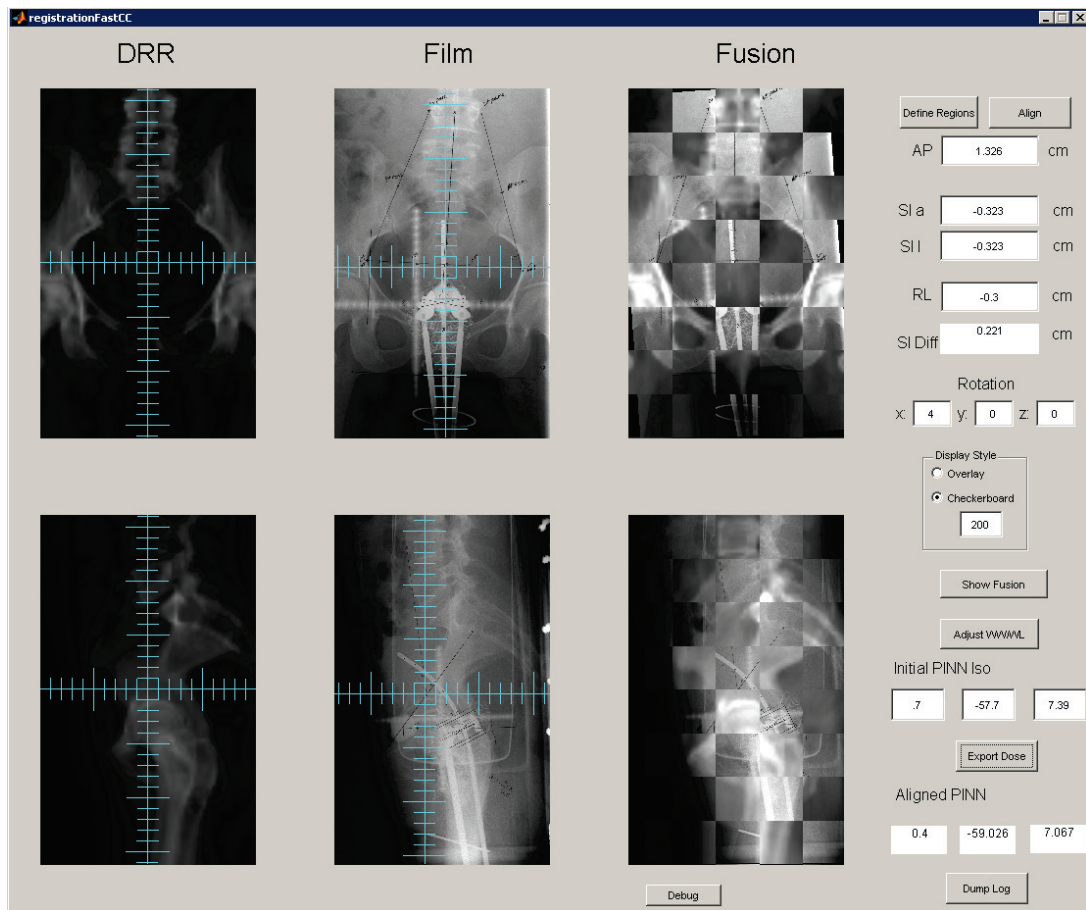 registrationFastCC
DRR Film Fusion
Define Regions Align
AP 1.326 cm
SI a -0.323 cm
SI l -0.323 cm
RL -0.3 cm
SI Diff 0.221 cm
Rotation
x: 4 y: 0 z: 0
Display Style
Overlay
Checkerboard
200
Show Fusion
Adjust WW/WL
Initial PINN Iso
.7 -57.7 7.39
Export Dose
Aligned PINN
0.4 -59.026 7.067
Debug Dump Log